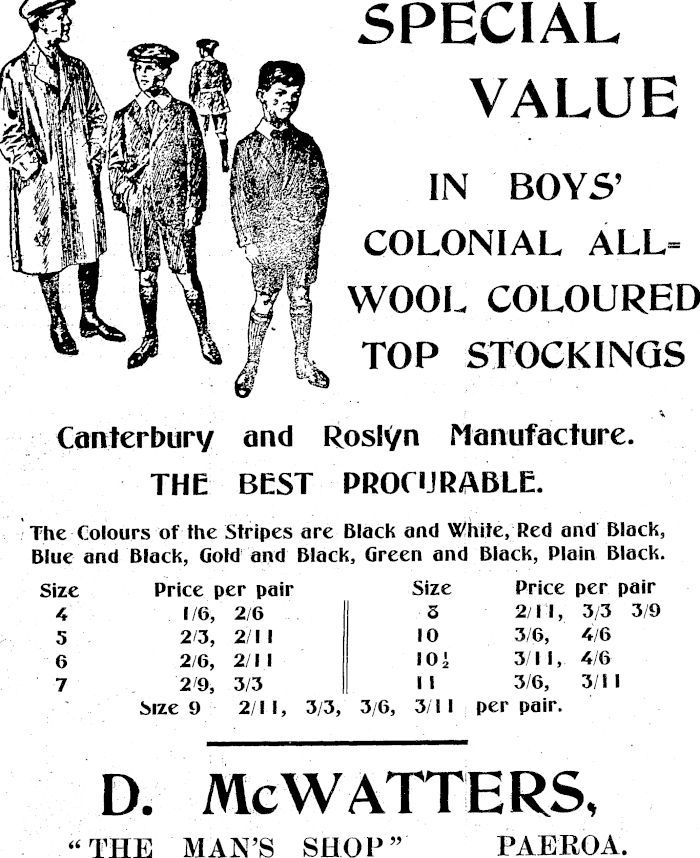 SPECIAL
VALUE
IN BOYS'
COLONIAL ALL=
WOOL COLOURED
TOP STOCKINGS
Canterbury and Roslyn Manufacture.
THE BEST PROCURABLE.
The Colours of the Stripes are Black and White, Red and Black,
Blue and Black, Gold and Black, Green and Black, Plain Black.
Size Price per pair Size Price per pair
4 1/6, 2/6 8 2/11, 3/3 3/9
5 2/3, 2/11 10 3/6, 4/6
6 2/6, 2/11 10½ 3/11, 4/6
7 2/9, 3/3 11 3/6, 3/11
Size 9 2/11, 3/3, 3/6, 3/11 per pair.
D. McWATTERS,
"THE MAN'S SHOP" PAEROA.